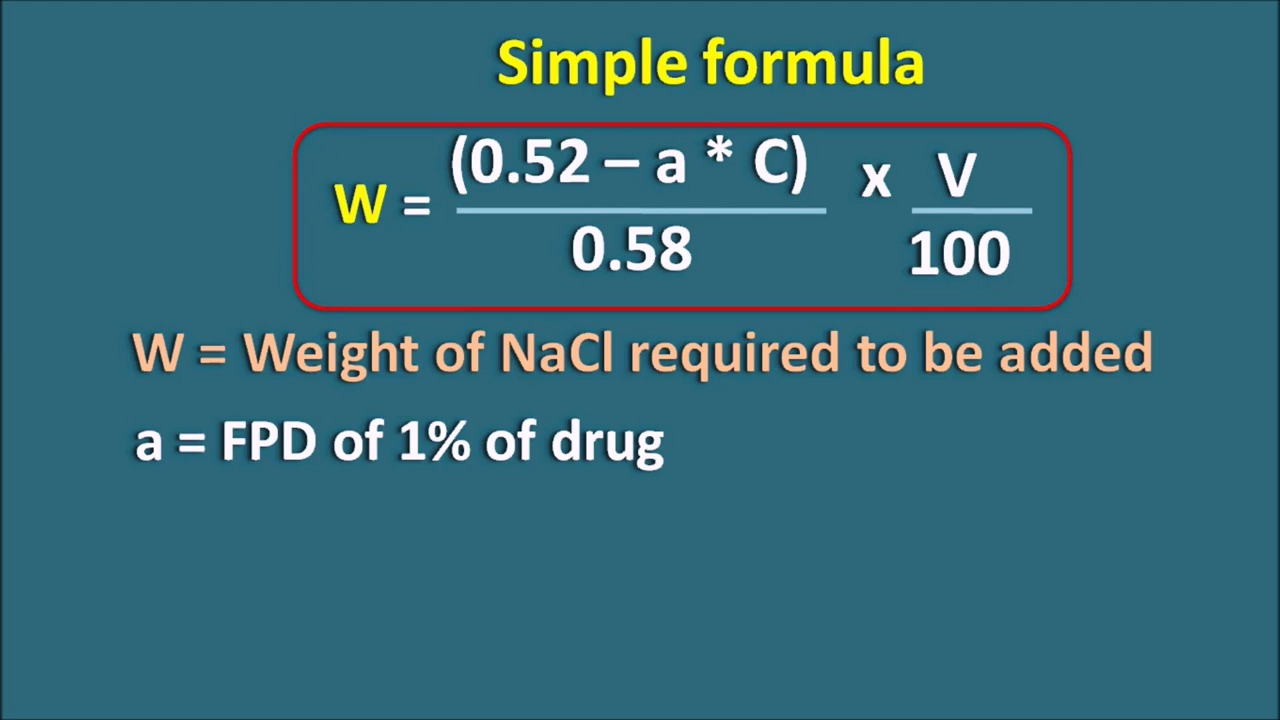 Simple formula
W = (0.52 – a * C) / 0.58 x V / 100
W = Weight of NaCl required to be added
a = FPD of 1% of drug